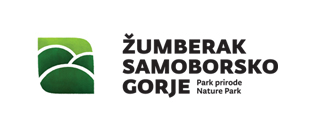 ŽUMBERAK
SAMOBORSKO
GORJE Park prirode
Nature Park